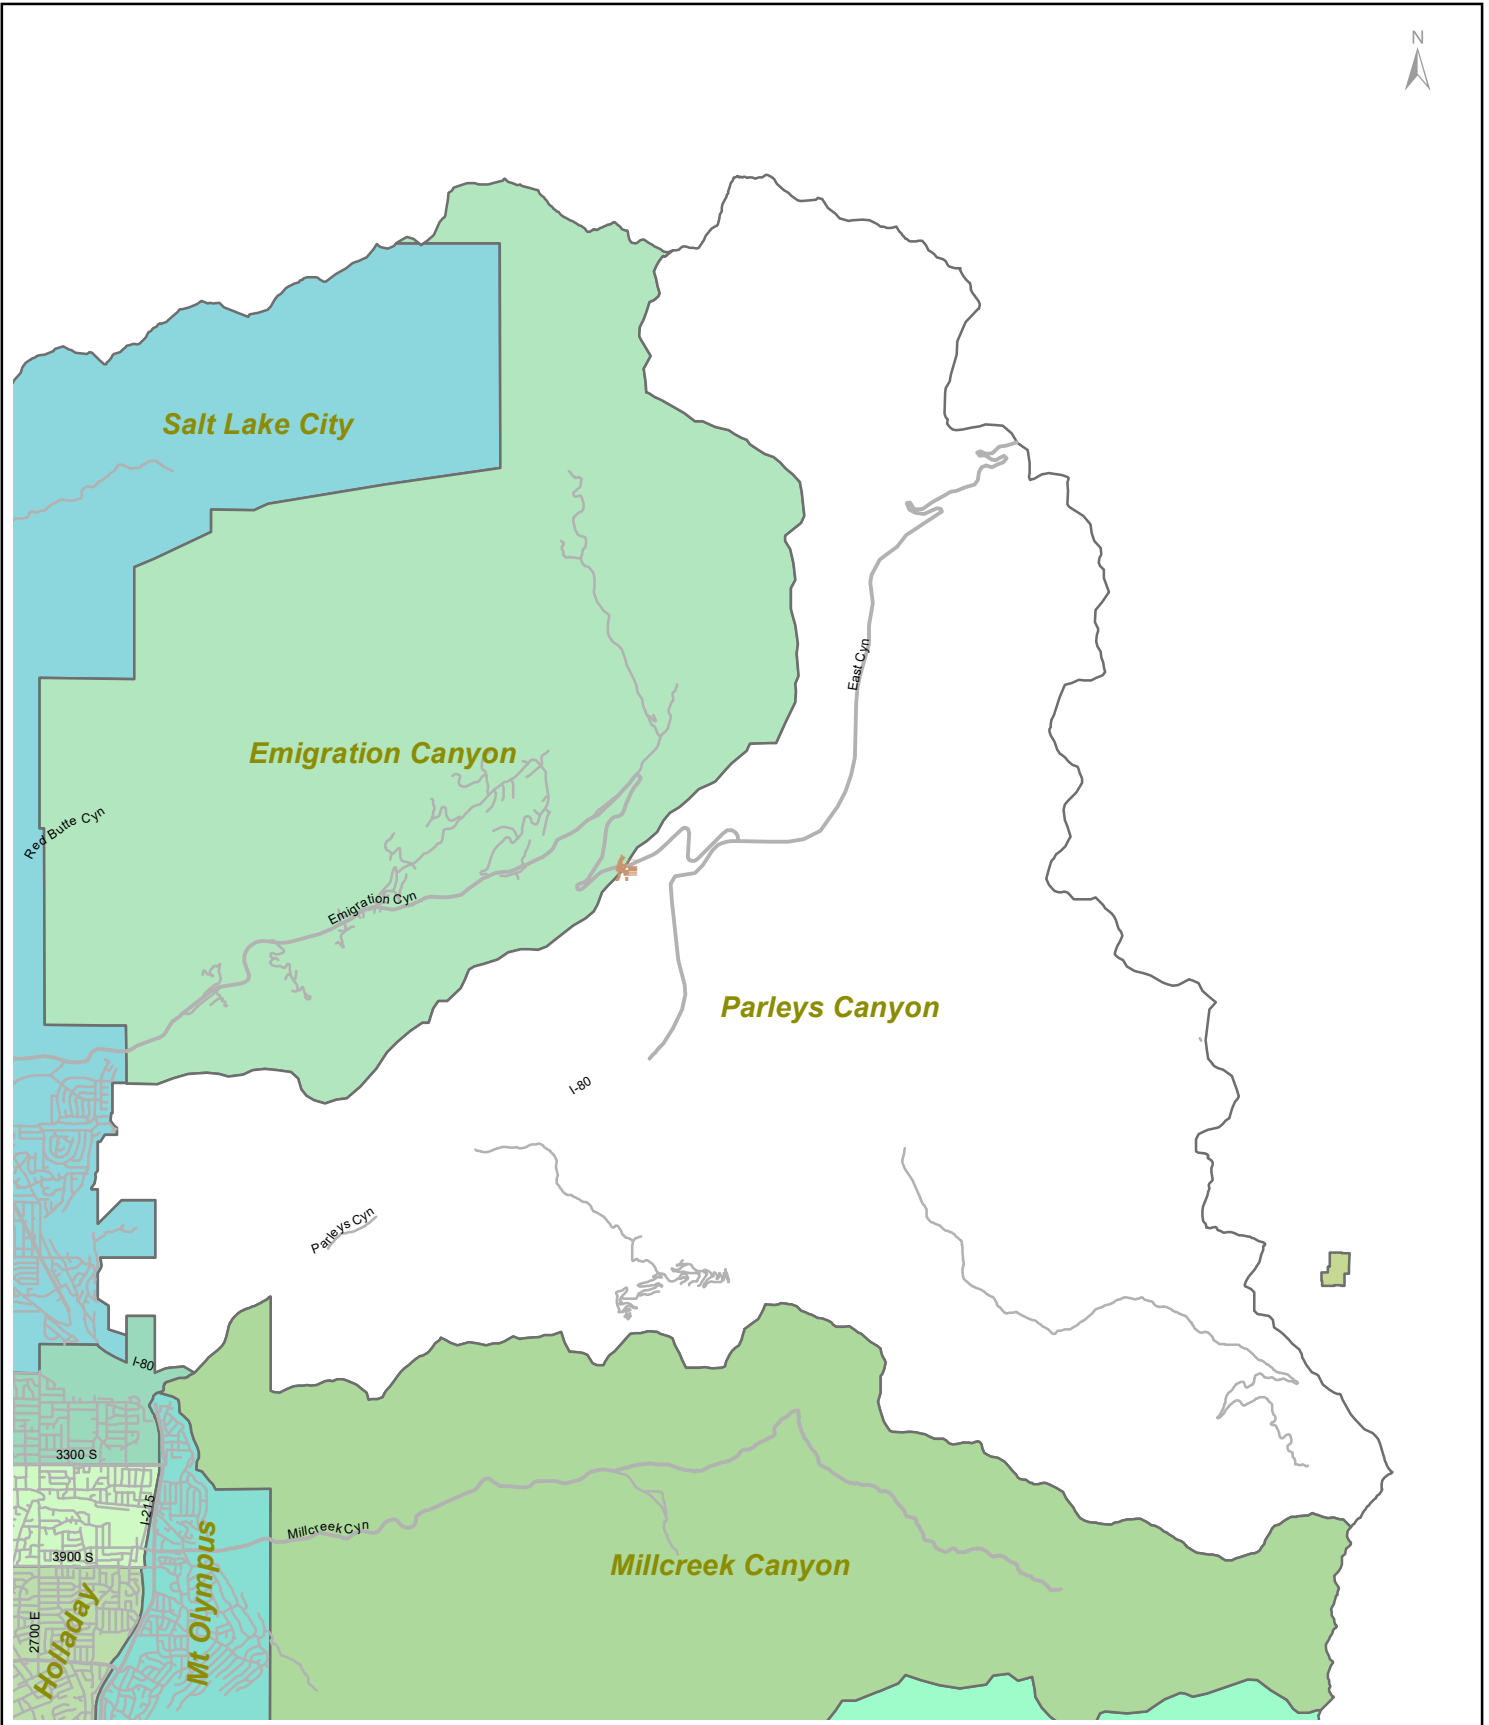 N
Salt Lake City
East Cyn
Emigration Canyon
Red Butte Cyn
Emigration Cyn
Parleys Canyon
I-80
Parleys Cyn
I-80
3300 S
I-215
Millcreek Cyn
3900 S
Millcreek Canyon
2700 E
Holladay
Mt Olympus